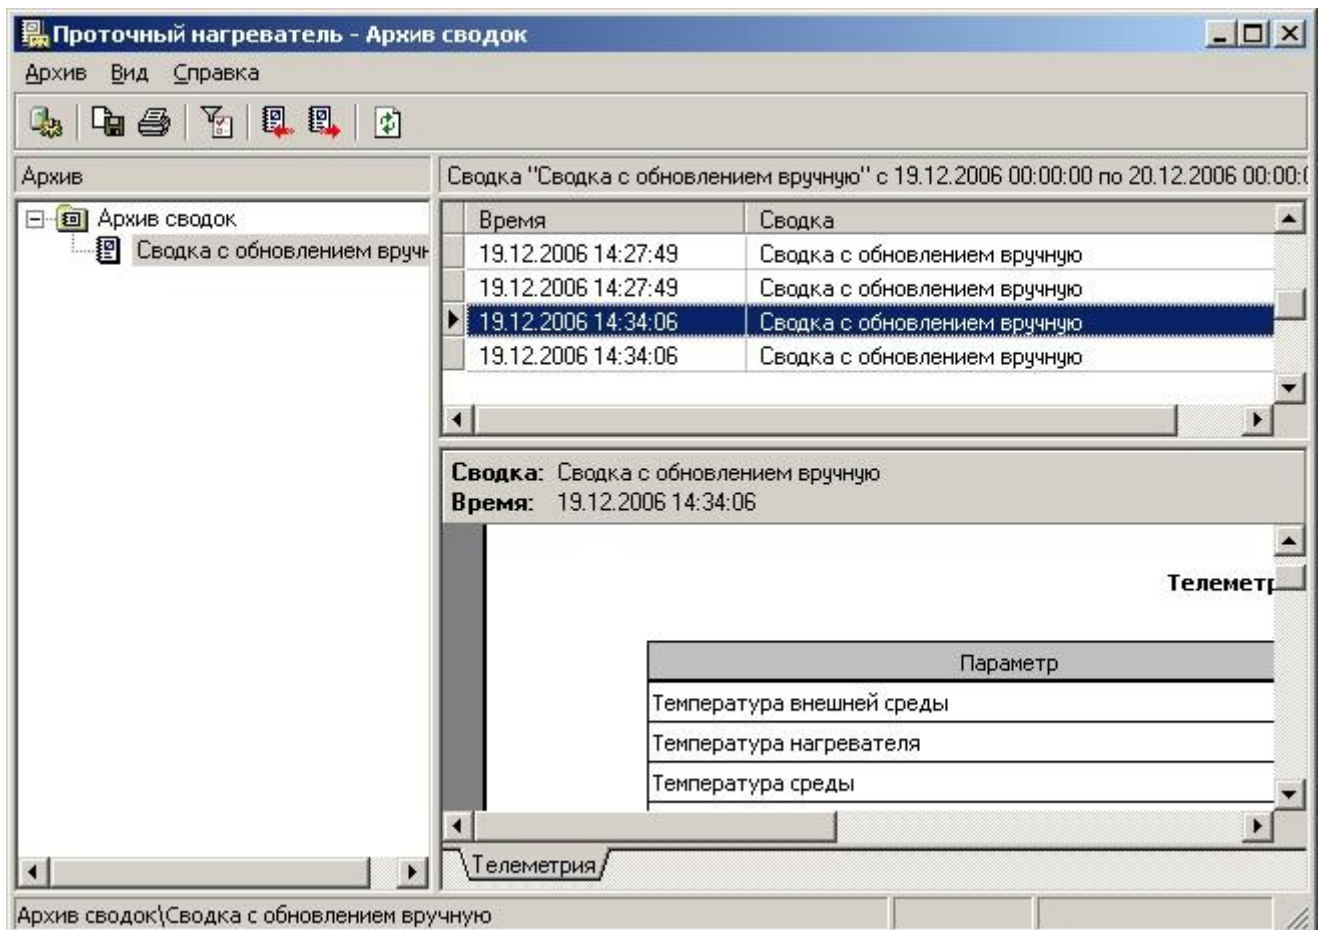 Проточный нагреватель - Архив сводок
Архив Вид Справка
Архив
Сводка "Сводка с обновлением вручную" с 19.12.2006 00:00:00 по 20.12.2006 00:00:
Архив сводок
Сводка с обновлением вручн
Время Сводка
19.12.2006 14:27:49 Сводка с обновлением вручную
19.12.2006 14:27:49 Сводка с обновлением вручную
19.12.2006 14:34:06 Сводка с обновлением вручную
19.12.2006 14:34:06 Сводка с обновлением вручную
Сводка: Сводка с обновлением вручную
Время: 19.12.2006 14:34:06
Телемет
Параметр
Температура внешней среды
Температура нагревателя
Температура среды
Телеметрия
Архив сводок\Сводка с обновлением вручную